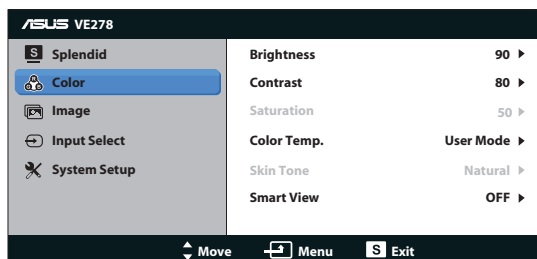 ASUS VE278
S Splendid
Color
Image
Input Select
System Setup
Brightness 90
Contrast 80
Saturation 50
Color Temp. User Mode
Skin Tone Natural
Smart View OFF
Move Menu S Exit